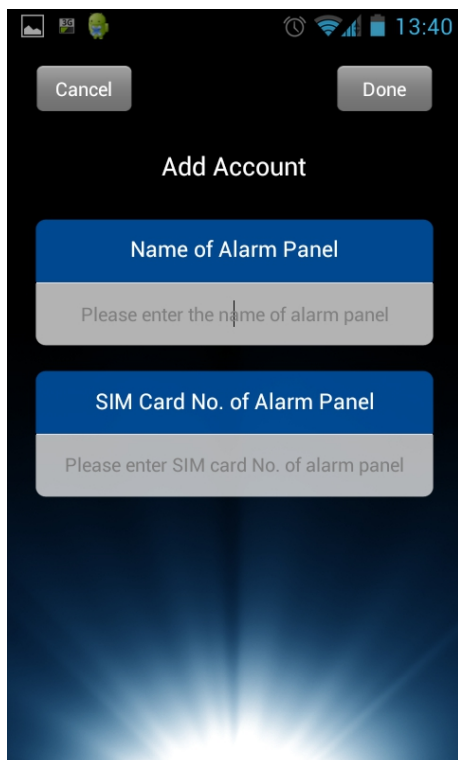 3G
13:40
Cancel
Done
Add Account
Name of Alarm Panel
Please enter the name of alarm panel
SIM Card No. of Alarm Panel
Please enter SIM card No. of alarm panel